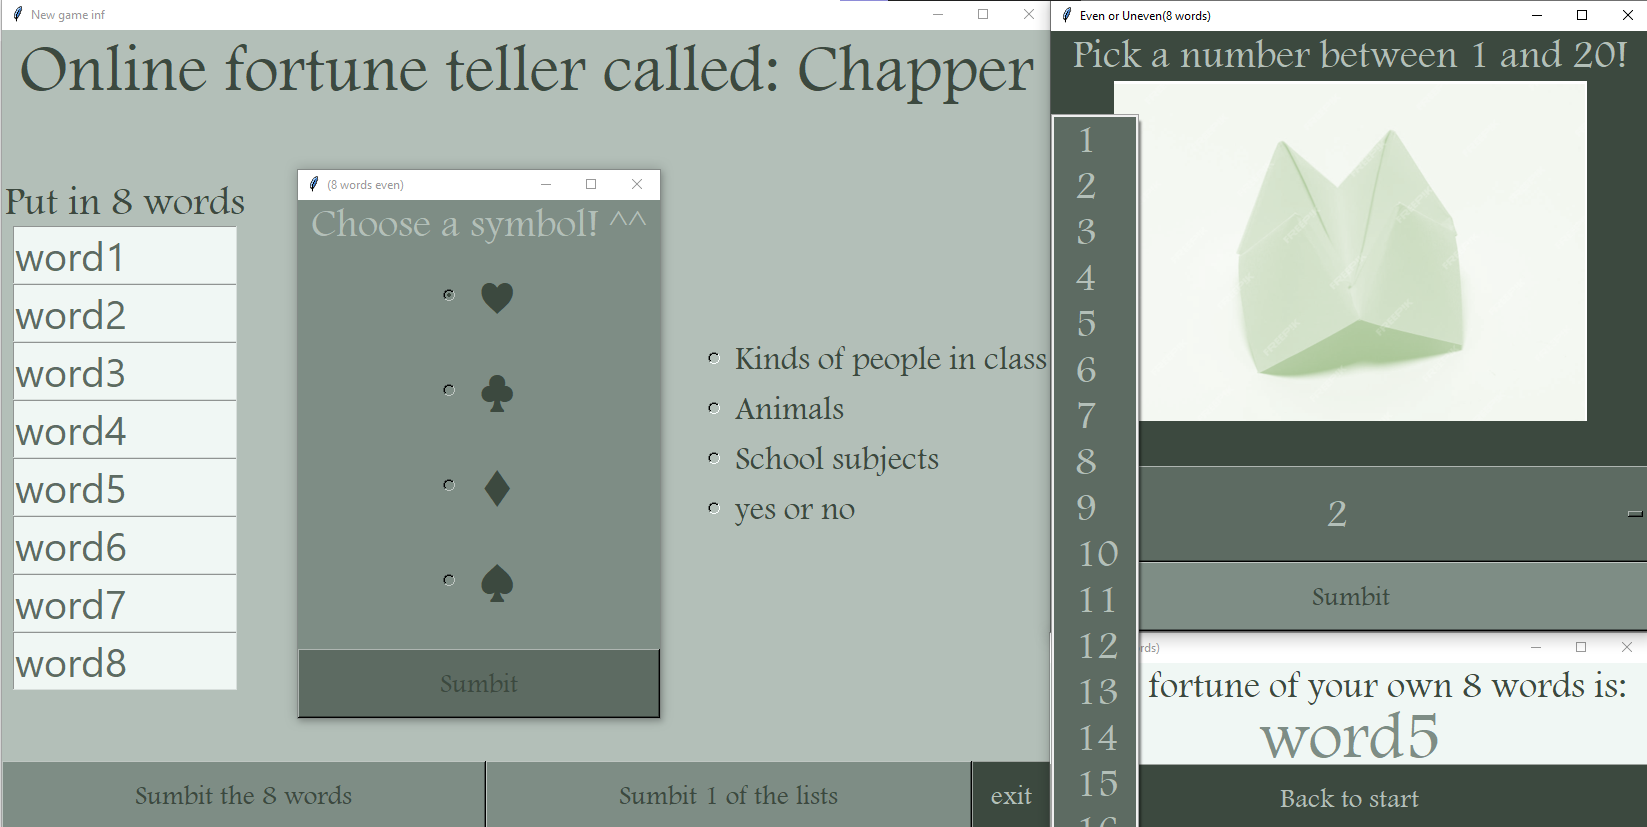 New game inf
Online fortune teller called: Chapper
Put in 8 words
word1
word2
word3
word4
word5
word6
word7
word8
(8 words even)
Choose a symbol! ^^
♥
♣
♦
♠
Sumbit
Kinds of people in class
Animals
School subjects
yes or no
Sumbit the 8 words
Sumbit 1 of the lists
exit
Even or Uneven(8 words)
Pick a number between 1 and 20!
1
2
3
4
5
6
7
8
9
10
11
12
13
14
15
16
2
Sumbit
fortune of your own 8 words is:
word5
Back to start